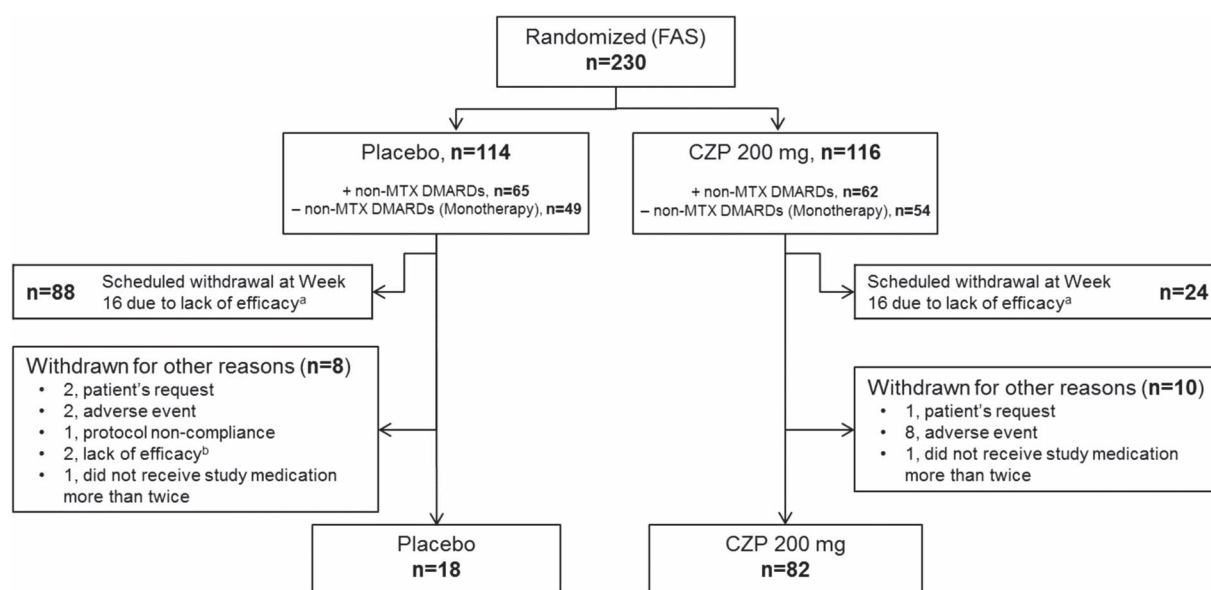 Randomized (FAS)
n=230
Placebo, n=114
+ non-MTX DMARDs, n=65
– non-MTX DMARDs (Monotherapy), n=49
CZP 200 mg, n=116
+ non-MTX DMARDs, n=62
– non-MTX DMARDs (Monotherapy), n=54
n=88 Scheduled withdrawal at Week
16 due to lack of efficacyᵃ
Scheduled withdrawal at Week n=24
16 due to lack of efficacyᵃ
Withdrawn for other reasons (n=8)
• 2, patient's request
• 2, adverse event
• 1, protocol non-compliance
• 2, lack of efficacyᵇ
• 1, did not receive study medication
more than twice
Withdrawn for other reasons (n=10)
• 1, patient's request
• 8, adverse event
• 1, did not receive study medication
more than twice
Placebo
n=18
CZP 200 mg
n=82